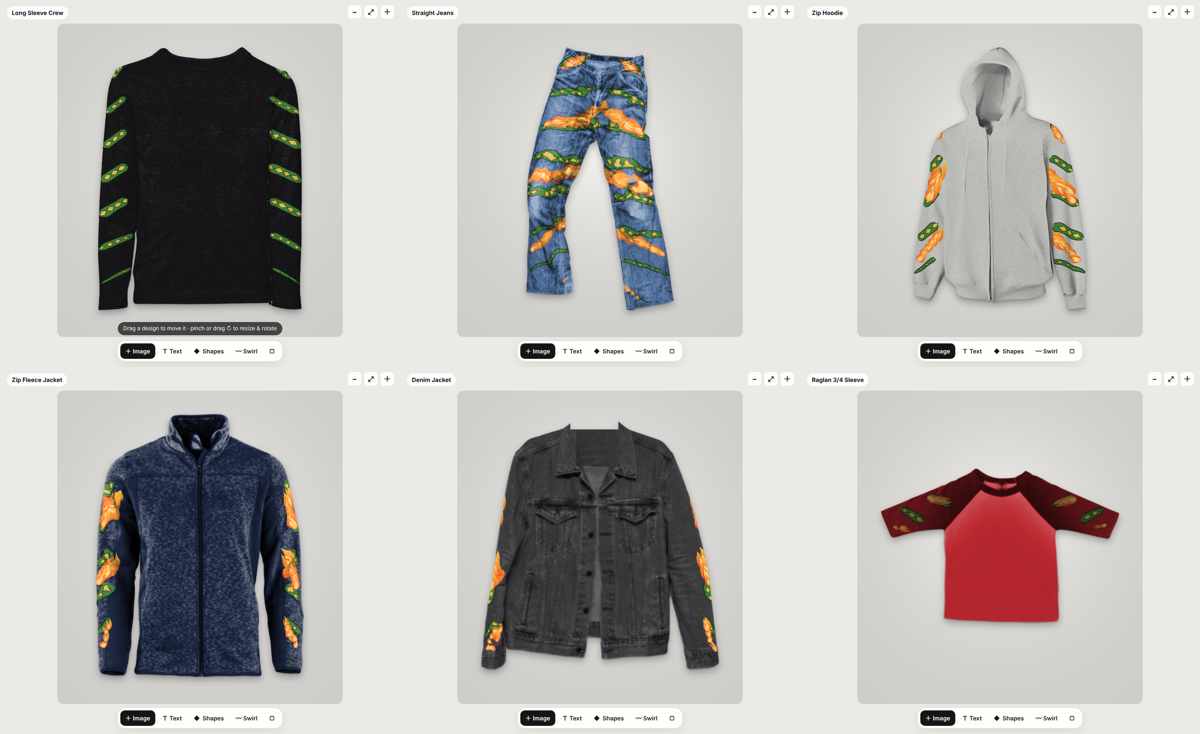 Long Sleeve Crew
Straight Jeans
Zip Hoodie
Drag a design to move it · pinch or drag ↻ to resize & rotate
+ Image T Text ◆ Shapes Swirl
+ Image T Text ◆ Shapes Swirl
+ Image T Text ◆ Shapes Swirl
Zip Fleece Jacket
Denim Jacket
Raglan 3/4 Sleeve
+ Image T Text ◆ Shapes Swirl
+ Image T Text ◆ Shapes Swirl
+ Image T Text ◆ Shapes Swirl